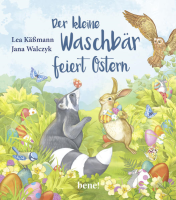 Der kleine
Waschbär
feiert Ostern
Lea Käßmann
Jana Walczyk
bene!